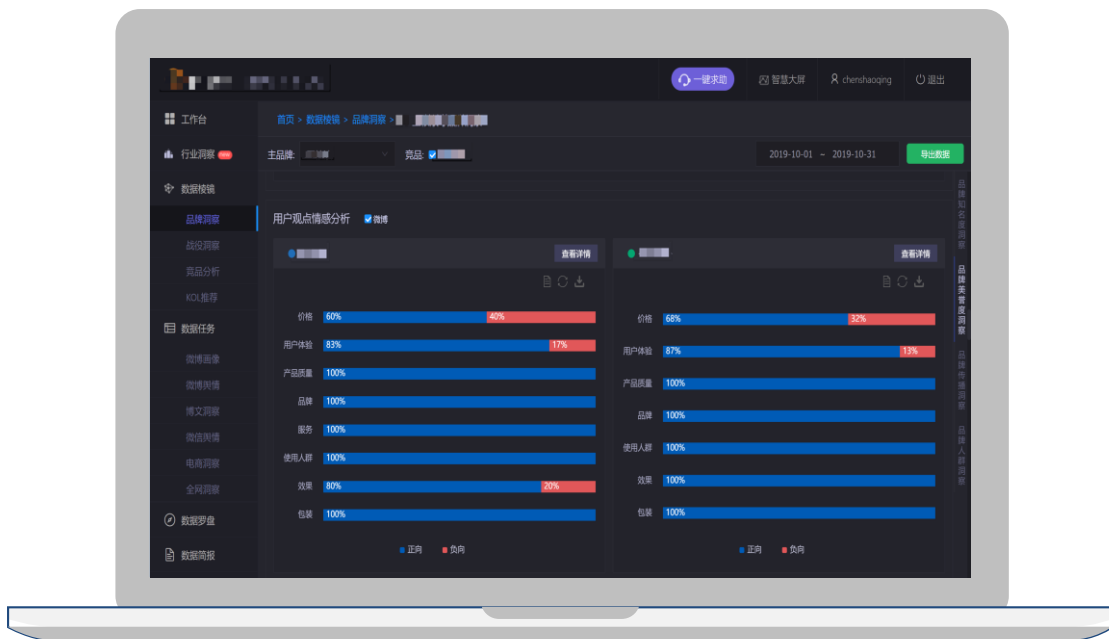 一键求助
智慧大屏
chenshaoqing
退出
工作台
行业洞察 new
数据棱镜
品牌洞察
战役洞察
竞品分析
KOL推荐
数据任务
微博画像
微博舆情
博文洞察
微信舆情
电商洞察
全网洞察
数据罗盘
数据简报
首页 > 数据棱镜 > 品牌洞察 >
主品牌:
竞品:
2019-10-01 ~ 2019-10-31
导出数据
用户观点情感分析 微博
查看详情
价格 60% 40%
用户体验 83% 17%
产品质量 100%
品牌 100%
服务 100%
使用人群 100%
效果 80% 20%
包装 100%
正向 负向
查看详情
价格 68% 32%
用户体验 87% 13%
产品质量 100%
品牌 100%
使用人群 100%
效果 100%
包装 100%
正向 负向
品牌知名度洞察
品牌美誉度洞察
品牌传播洞察
品牌人群洞察